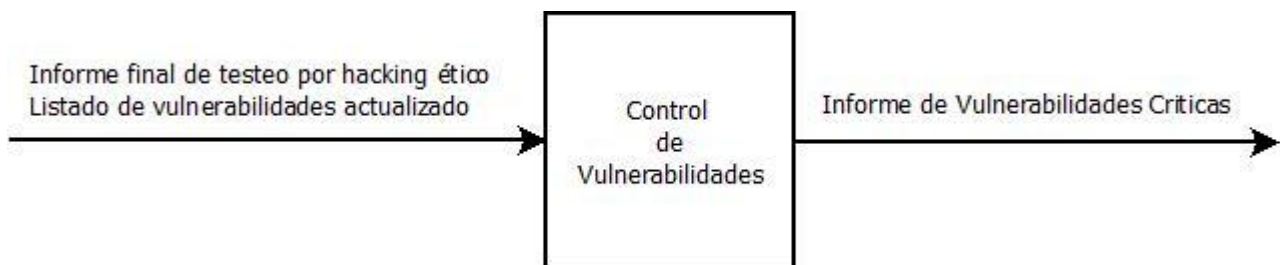 Informe final de testeo por hacking ético
Listado de vulnerabilidades actualizado
Control
de
Vulnerabilidades
Informe de Vulnerabilidades Criticas